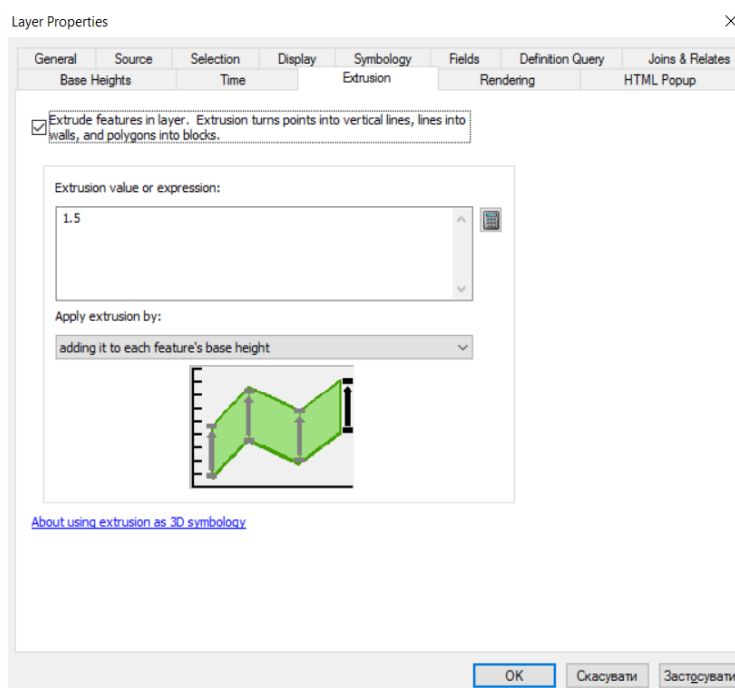 Layer Properties
General Source Selection Display Symbology Fields Definition Query Joins & Relates
Base Heights Time Extrusion Rendering HTML Popup
Extrude features in layer. Extrusion turns points into vertical lines, lines into
walls, and polygons into blocks.
Extrusion value or expression:
1.5
Apply extrusion by:
adding it to each feature's base height
About using extrusion as 3D symbology
OK Скасувати Застосувати